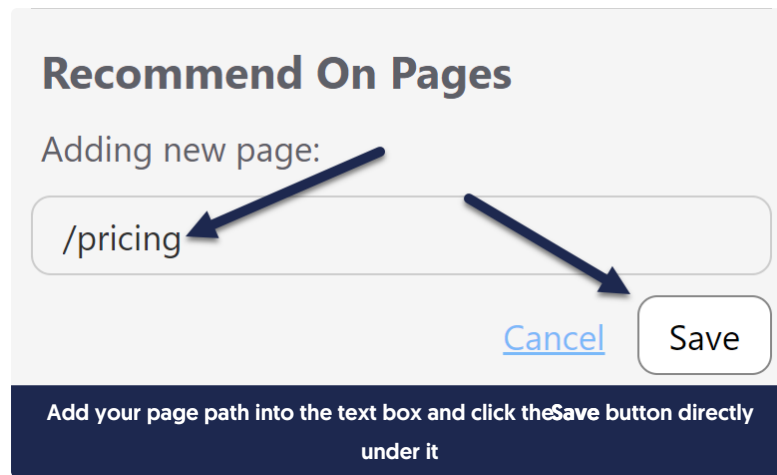 Recommend On Pages
Adding new page:
/pricing
Cancel
Save
Add your page path into the text box and click theSave button directly
under it